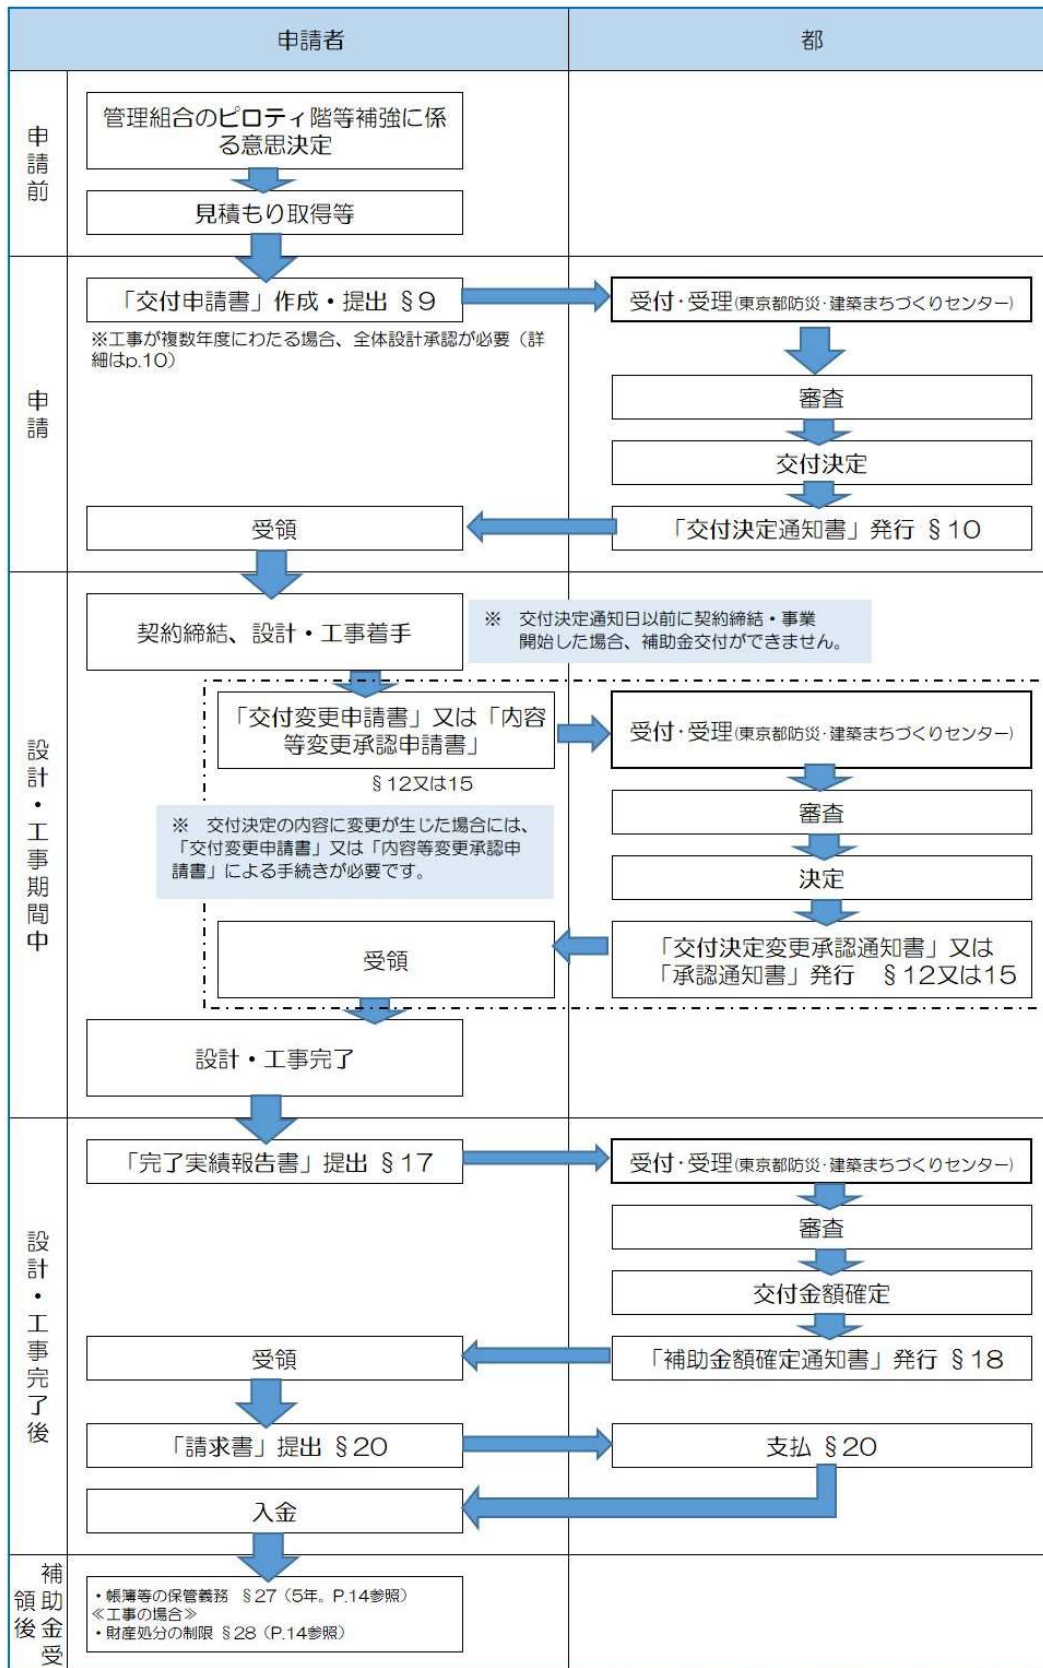 申請者
都
申請前
管理組合のピロティ階等補強に係
る意思決定
見積もり取得等
申請
「交付申請書」作成・提出 §9
受付・受理(東京都防災・建築まちづくりセンター)
※工事が複数年度にわたる場合、全体設計承認が必要（詳
細はp.10）
審査
交付決定
受領
「交付決定通知書」発行 §10
設計・工事期間中
契約締結、設計・工事着手
※　交付決定通知日以前に契約締結・事業
開始した場合、補助金交付ができません。
「交付変更申請書」又は「内容
等変更承認申請書」
§12又は15
受付・受理(東京都防災・建築まちづくりセンター)
※　交付決定の内容に変更が生じた場合には、
「交付変更申請書」又は「内容等変更承認申
請書」による手続きが必要です。
審査
決定
受領
「交付決定変更承認通知書」又は
「承認通知書」発行　§12又は15
設計・工事完了
設計・工事完了後
「完了実績報告書」提出 §17
受付・受理(東京都防災・建築まちづくりセンター)
審査
交付金額確定
受領
「補助金額確定通知書」発行 §18
「請求書」提出 §20
支払 §20
入金
補助金受
領後
・帳簿等の保管義務　§27（5年。P.14参照）
≪工事の場合≫
・財産処分の制限 §28（P.14参照）